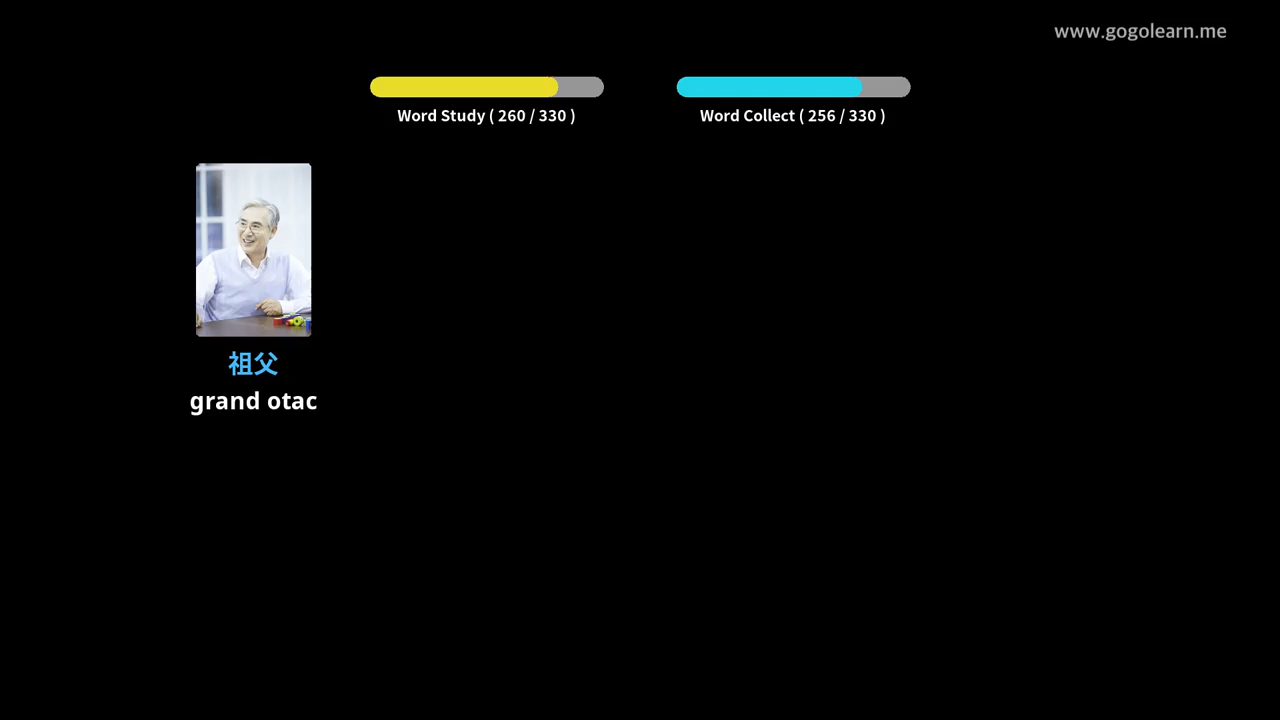 www.gogolearn.me
Word Study ( 260 / 330 )
Word Collect ( 256 / 330 )
祖父
grand otac